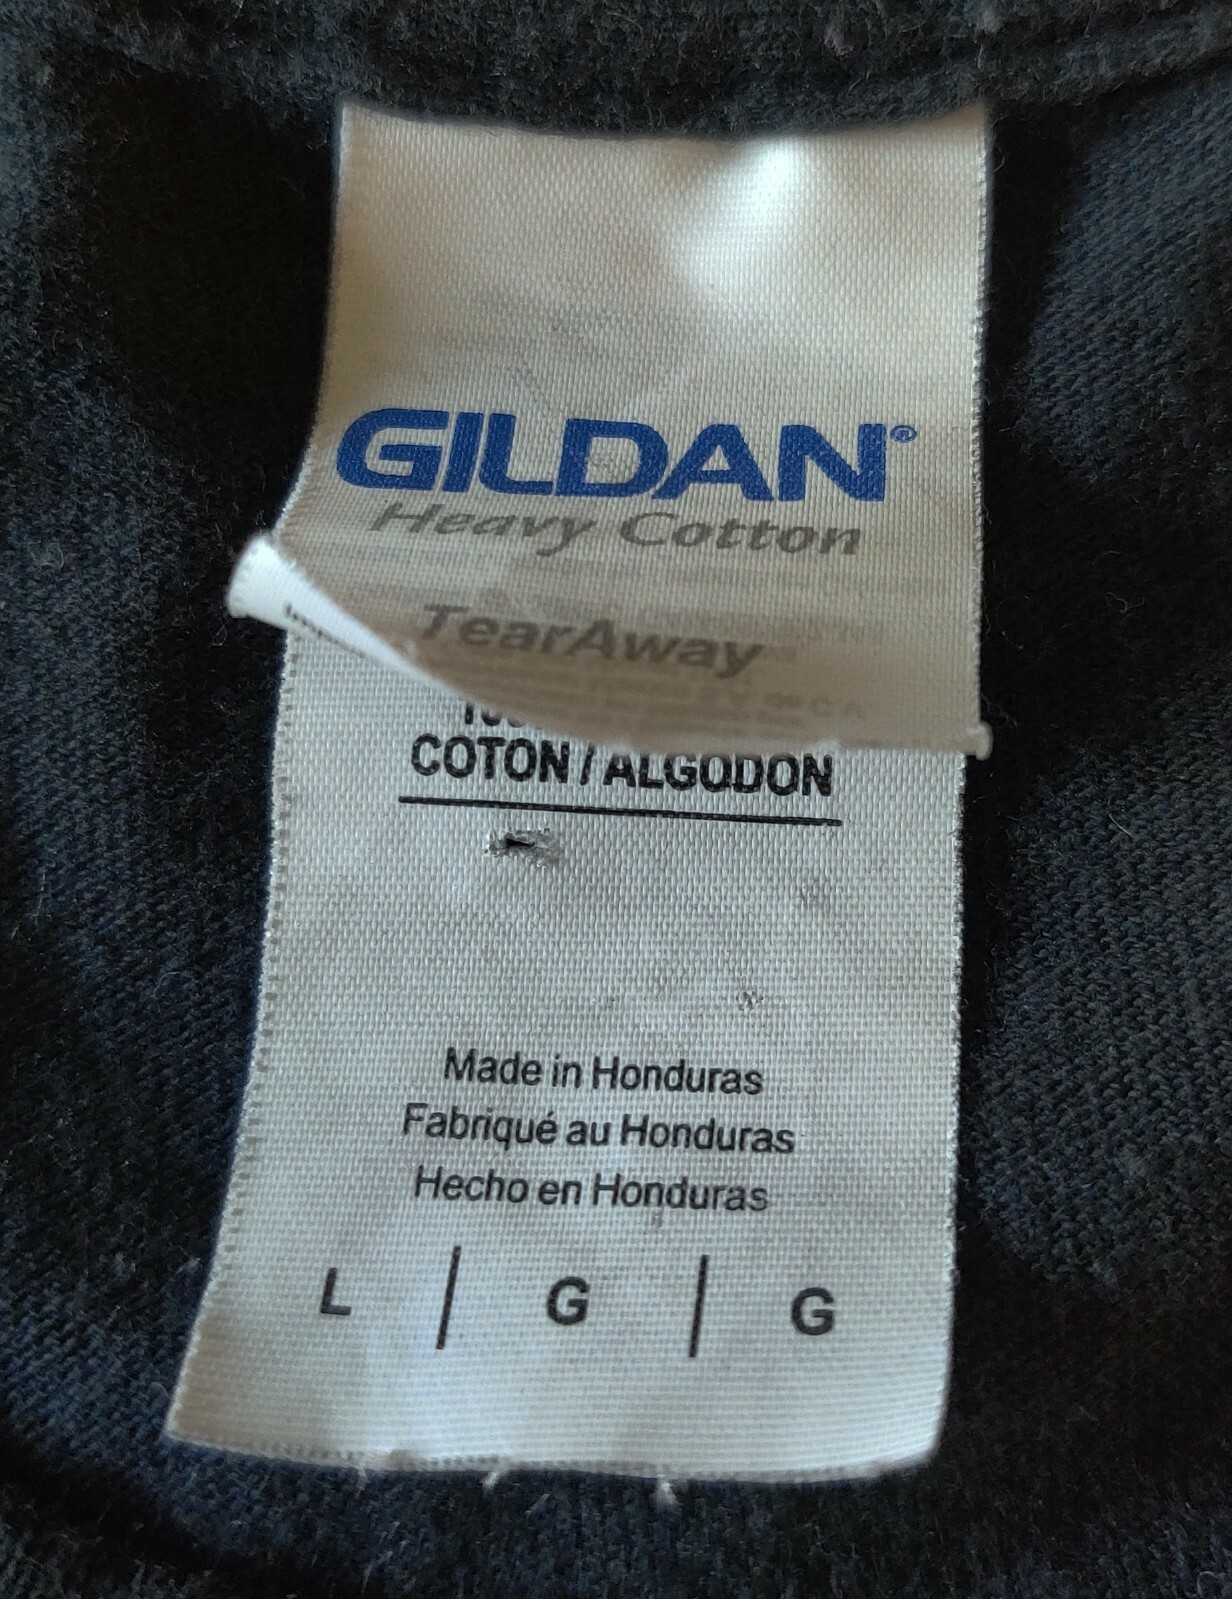 GILDAN®
Heavy Cotton
TearAway
COTON / ALGODON
Made in Honduras
Fabriqué au Honduras
Hecho en Honduras
L | G | G